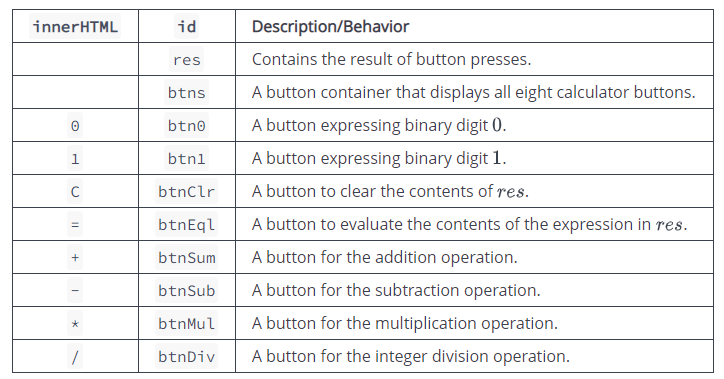 innerHTML id Description/Behavior
res Contains the result of button presses.
btns A button container that displays all eight calculator buttons.
0 btn0 A button expressing binary digit 0.
1 btn1 A button expressing binary digit 1.
C btnClr A button to clear the contents of res.
= btnEql A button to evaluate the contents of the expression in res.
+ btnSum A button for the addition operation.
- btnSub A button for the subtraction operation.
* btnMul A button for the multiplication operation.
/ btnDiv A button for the integer division operation.